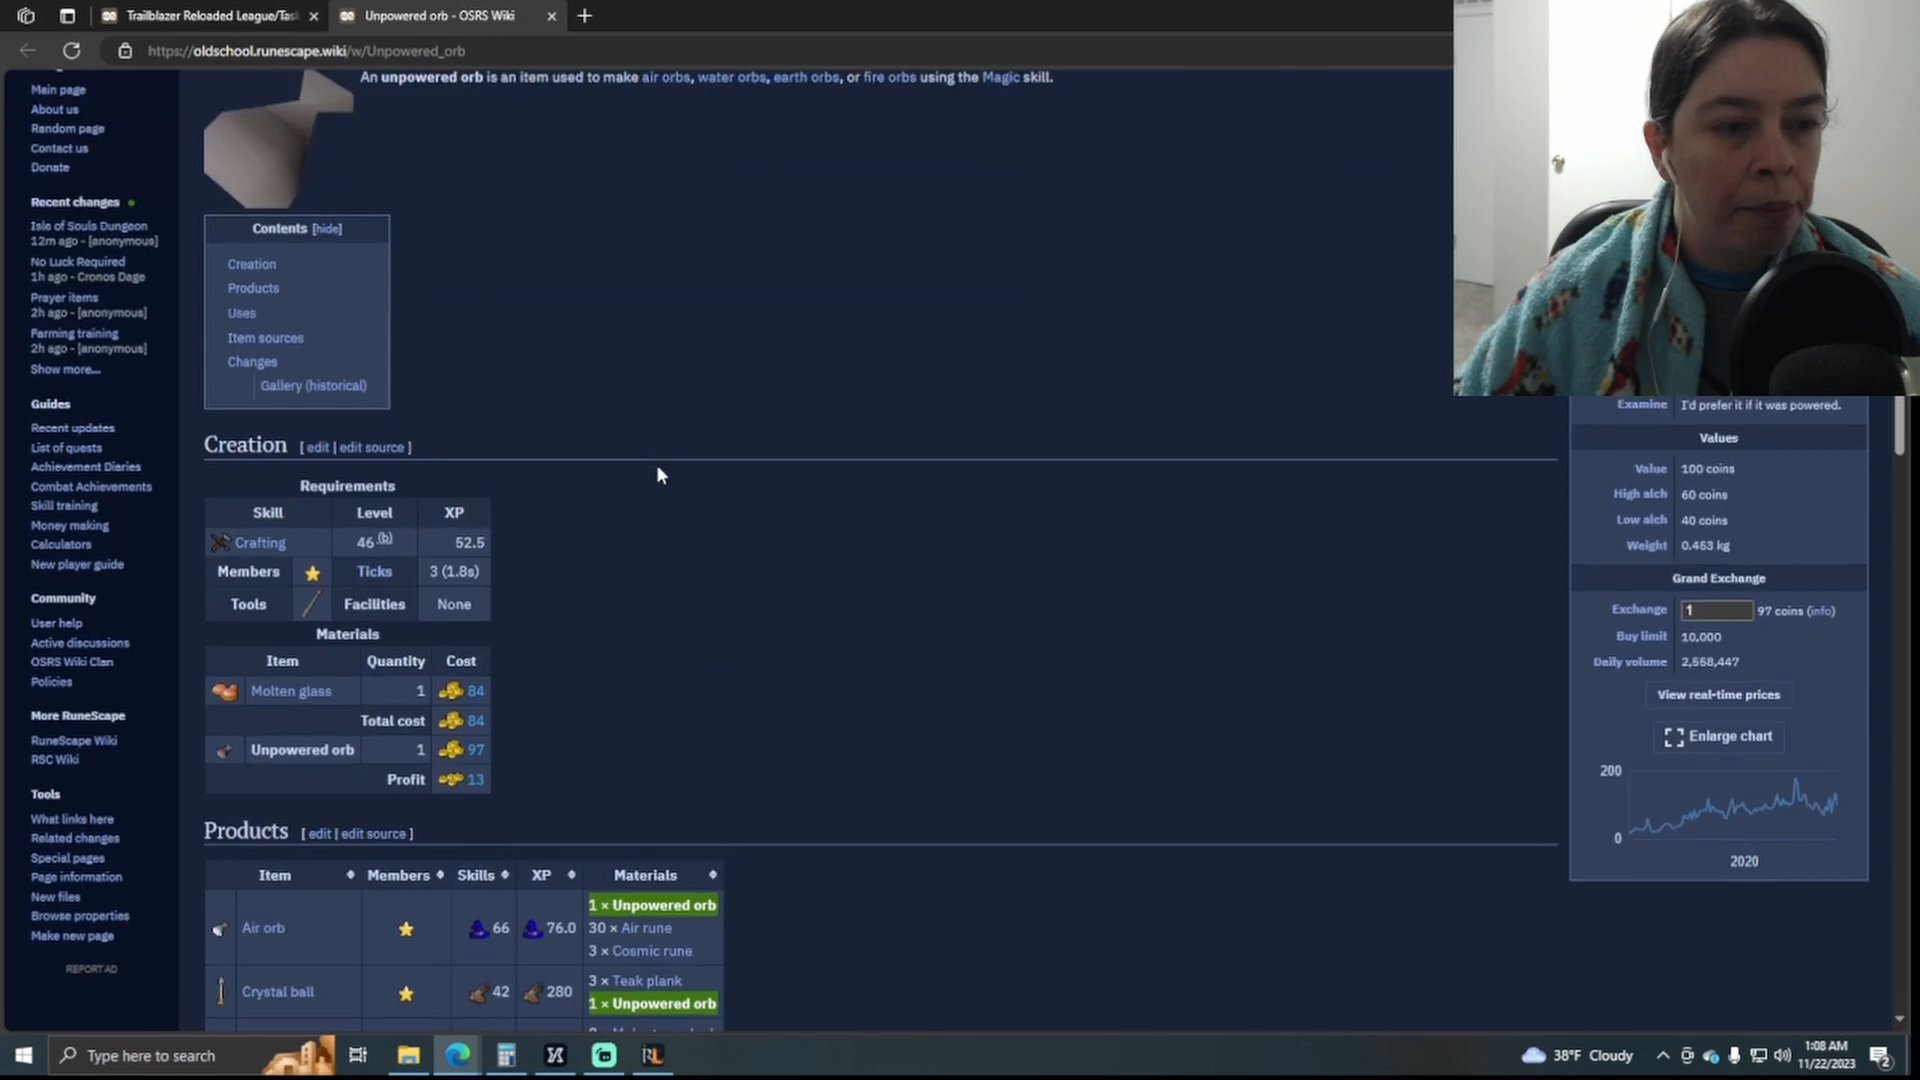 Trailblazer Reloaded League/Tas
Unpowered orb - OSRS Wiki
https://oldschool.runescape.wiki/w/Unpowered_orb
An unpowered orb is an item used to make air orbs, water orbs, earth orbs, or fire orbs using the Magic skill.
Main page
About us
Random page
Contact us
Donate
Recent changes
Isle of Souls Dungeon
12m ago - [anonymous]
No Luck Required
1h ago - Cronos Dage
Prayer items
2h ago - [anonymous]
Farming training
2h ago - [anonymous]
Show more...
Guides
Recent updates
List of quests
Achievement Diaries
Combat Achievements
Skill training
Money making
Calculators
New player guide
Community
User help
Active discussions
OSRS Wiki Clan
Policies
More RuneScape
RuneScape Wiki
RSC Wiki
Tools
What links here
Related changes
Special pages
Page information
New files
Browse properties
Make new page
REPORT AD
Contents [hide]
Creation
Products
Uses
Item sources
Changes
Gallery (historical)
Creation [ edit | edit source ]
Requirements
Skill Level XP
Crafting 46 (b) 52.5
Members Ticks 3 (1.8s)
Tools Facilities None
Materials
Item Quantity Cost
Molten glass 1 84
Total cost 84
Unpowered orb 1 97
Profit 13
Products [ edit | edit source ]
Item Members Skills XP Materials
Air orb 66 76.0
1 × Unpowered orb
30 × Air rune
3 × Cosmic rune
Crystal ball 42 280
3 × Teak plank
1 × Unpowered orb
Examine I'd prefer it if it was powered.
Values
Value 100 coins
High alch 60 coins
Low alch 40 coins
Weight 0.453 kg
Grand Exchange
Exchange 1 97 coins (info)
Buy limit 10,000
Daily volume 2,558,447
View real-time prices
Enlarge chart
200
0
2020
Type here to search
38°F Cloudy
1:08 AM
11/22/2023
2